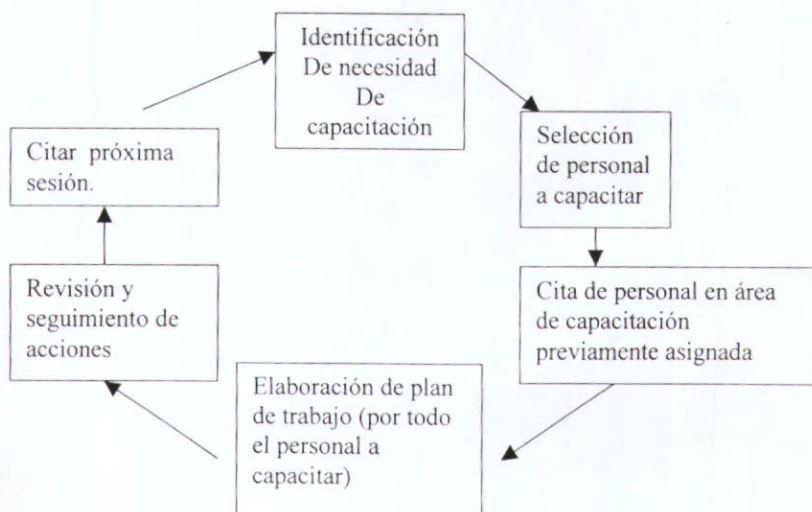 Identificación
De necesidad
De
capacitación
Selección
de personal
a capacitar
Cita de personal en área
de capacitación
previamente asignada
Elaboración de plan
de trabajo (por todo
el personal a
capacitar)
Revisión y
seguimiento de
acciones
Citar próxima
sesión.